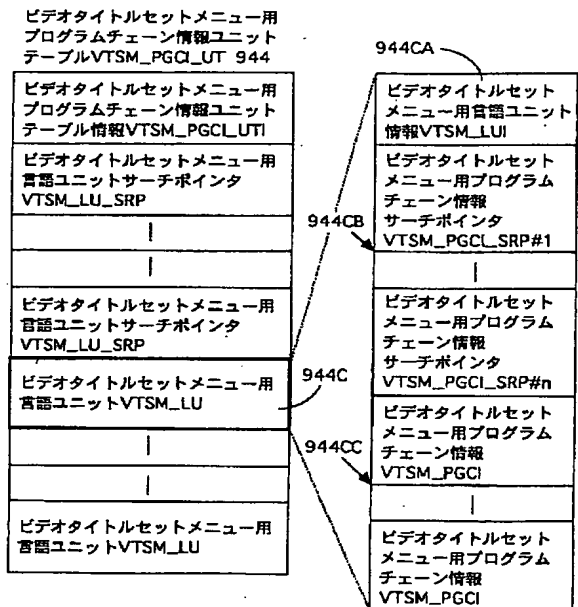 ビデオタイトルセットメニュー用
プログラムチェーン情報ユニット
テーブルVTSM_PGCI_UT 944
ビデオタイトルセットメニュー用
プログラムチェーン情報ユニット
テーブル情報VTSM_PGCI_UTI
ビデオタイトルセットメニュー用
言語ユニットサーチポインタ
VTSM_LU_SRP
ビデオタイトルセットメニュー用
言語ユニットサーチポインタ
VTSM_LU_SRP
ビデオタイトルセットメニュー用
言語ユニットVTSM_LU
ビデオタイトルセットメニュー用
言語ユニットVTSM_LU
944C
944CA
944CB
944CC
ビデオタイトルセット
メニュー用言語ユニット
情報VTSM_LUI
ビデオタイトルセット
メニュー用プログラム
チェーン情報
サーチポインタ
VTSM_PGCI_SRP#1
ビデオタイトルセット
メニュー用プログラム
チェーン情報
サーチポインタ
VTSM_PGCI_SRP#n
ビデオタイトルセット
メニュー用プログラム
チェーン情報
VTSM_PGCI
ビデオタイトルセット
メニュー用プログラム
チェーン情報
VTSM_PGCI